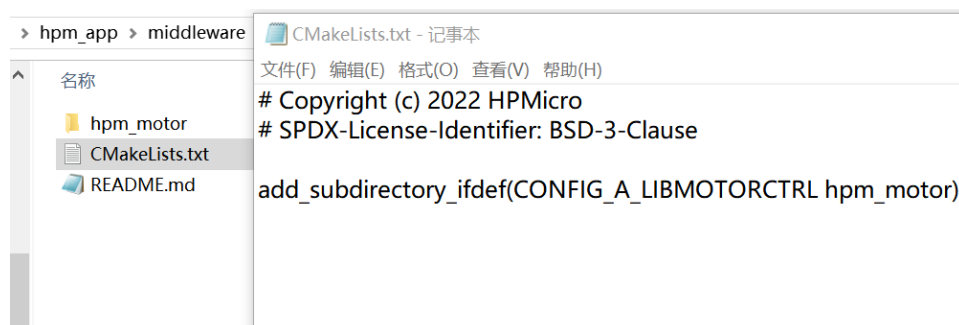 hpm_app > middleware
名称
hpm_motor
CMakeLists.txt
README.md
CMakeLists.txt - 记事本
文件(F) 编辑(E) 格式(O) 查看(V) 帮助(H)
# Copyright (c) 2022 HPMicro
# SPDX-License-Identifier: BSD-3-Clause
add_subdirectory_ifdef(CONFIG_A_LIBMOTORCTRL hpm_motor)